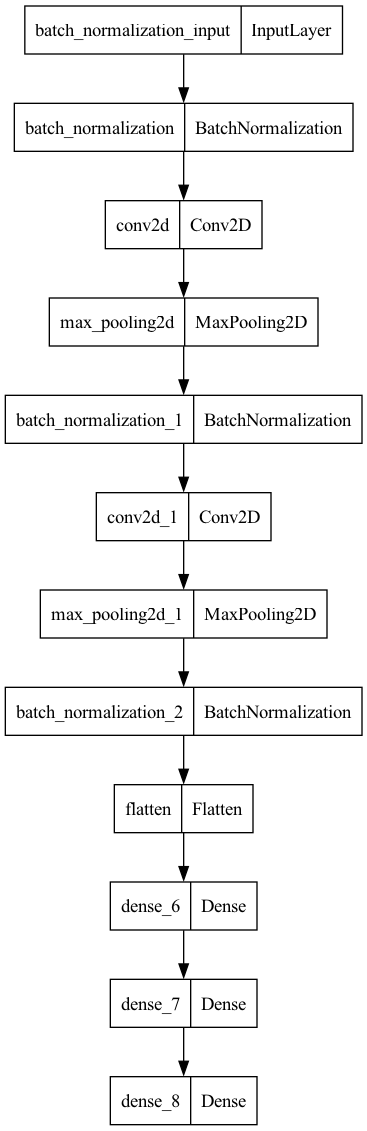 batch_normalization_input InputLayer
batch_normalization BatchNormalization
conv2d Conv2D
max_pooling2d MaxPooling2D
batch_normalization_1 BatchNormalization
conv2d_1 Conv2D
max_pooling2d_1 MaxPooling2D
batch_normalization_2 BatchNormalization
flatten Flatten
dense_6 Dense
dense_7 Dense
dense_8 Dense